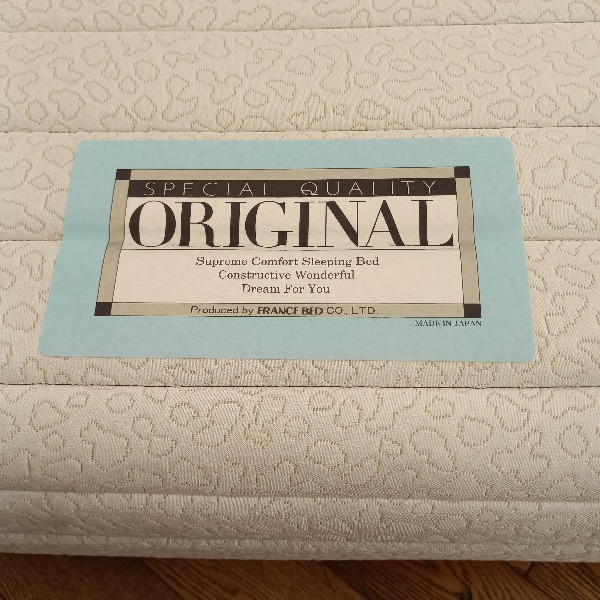 SPECIAL QUALITY
ORIGINAL
Supreme Comfort Sleeping Bed
Constructive Wonderful
Dream For You
Produced by FRANCE BED CO., LTD.
MADE IN JAPAN